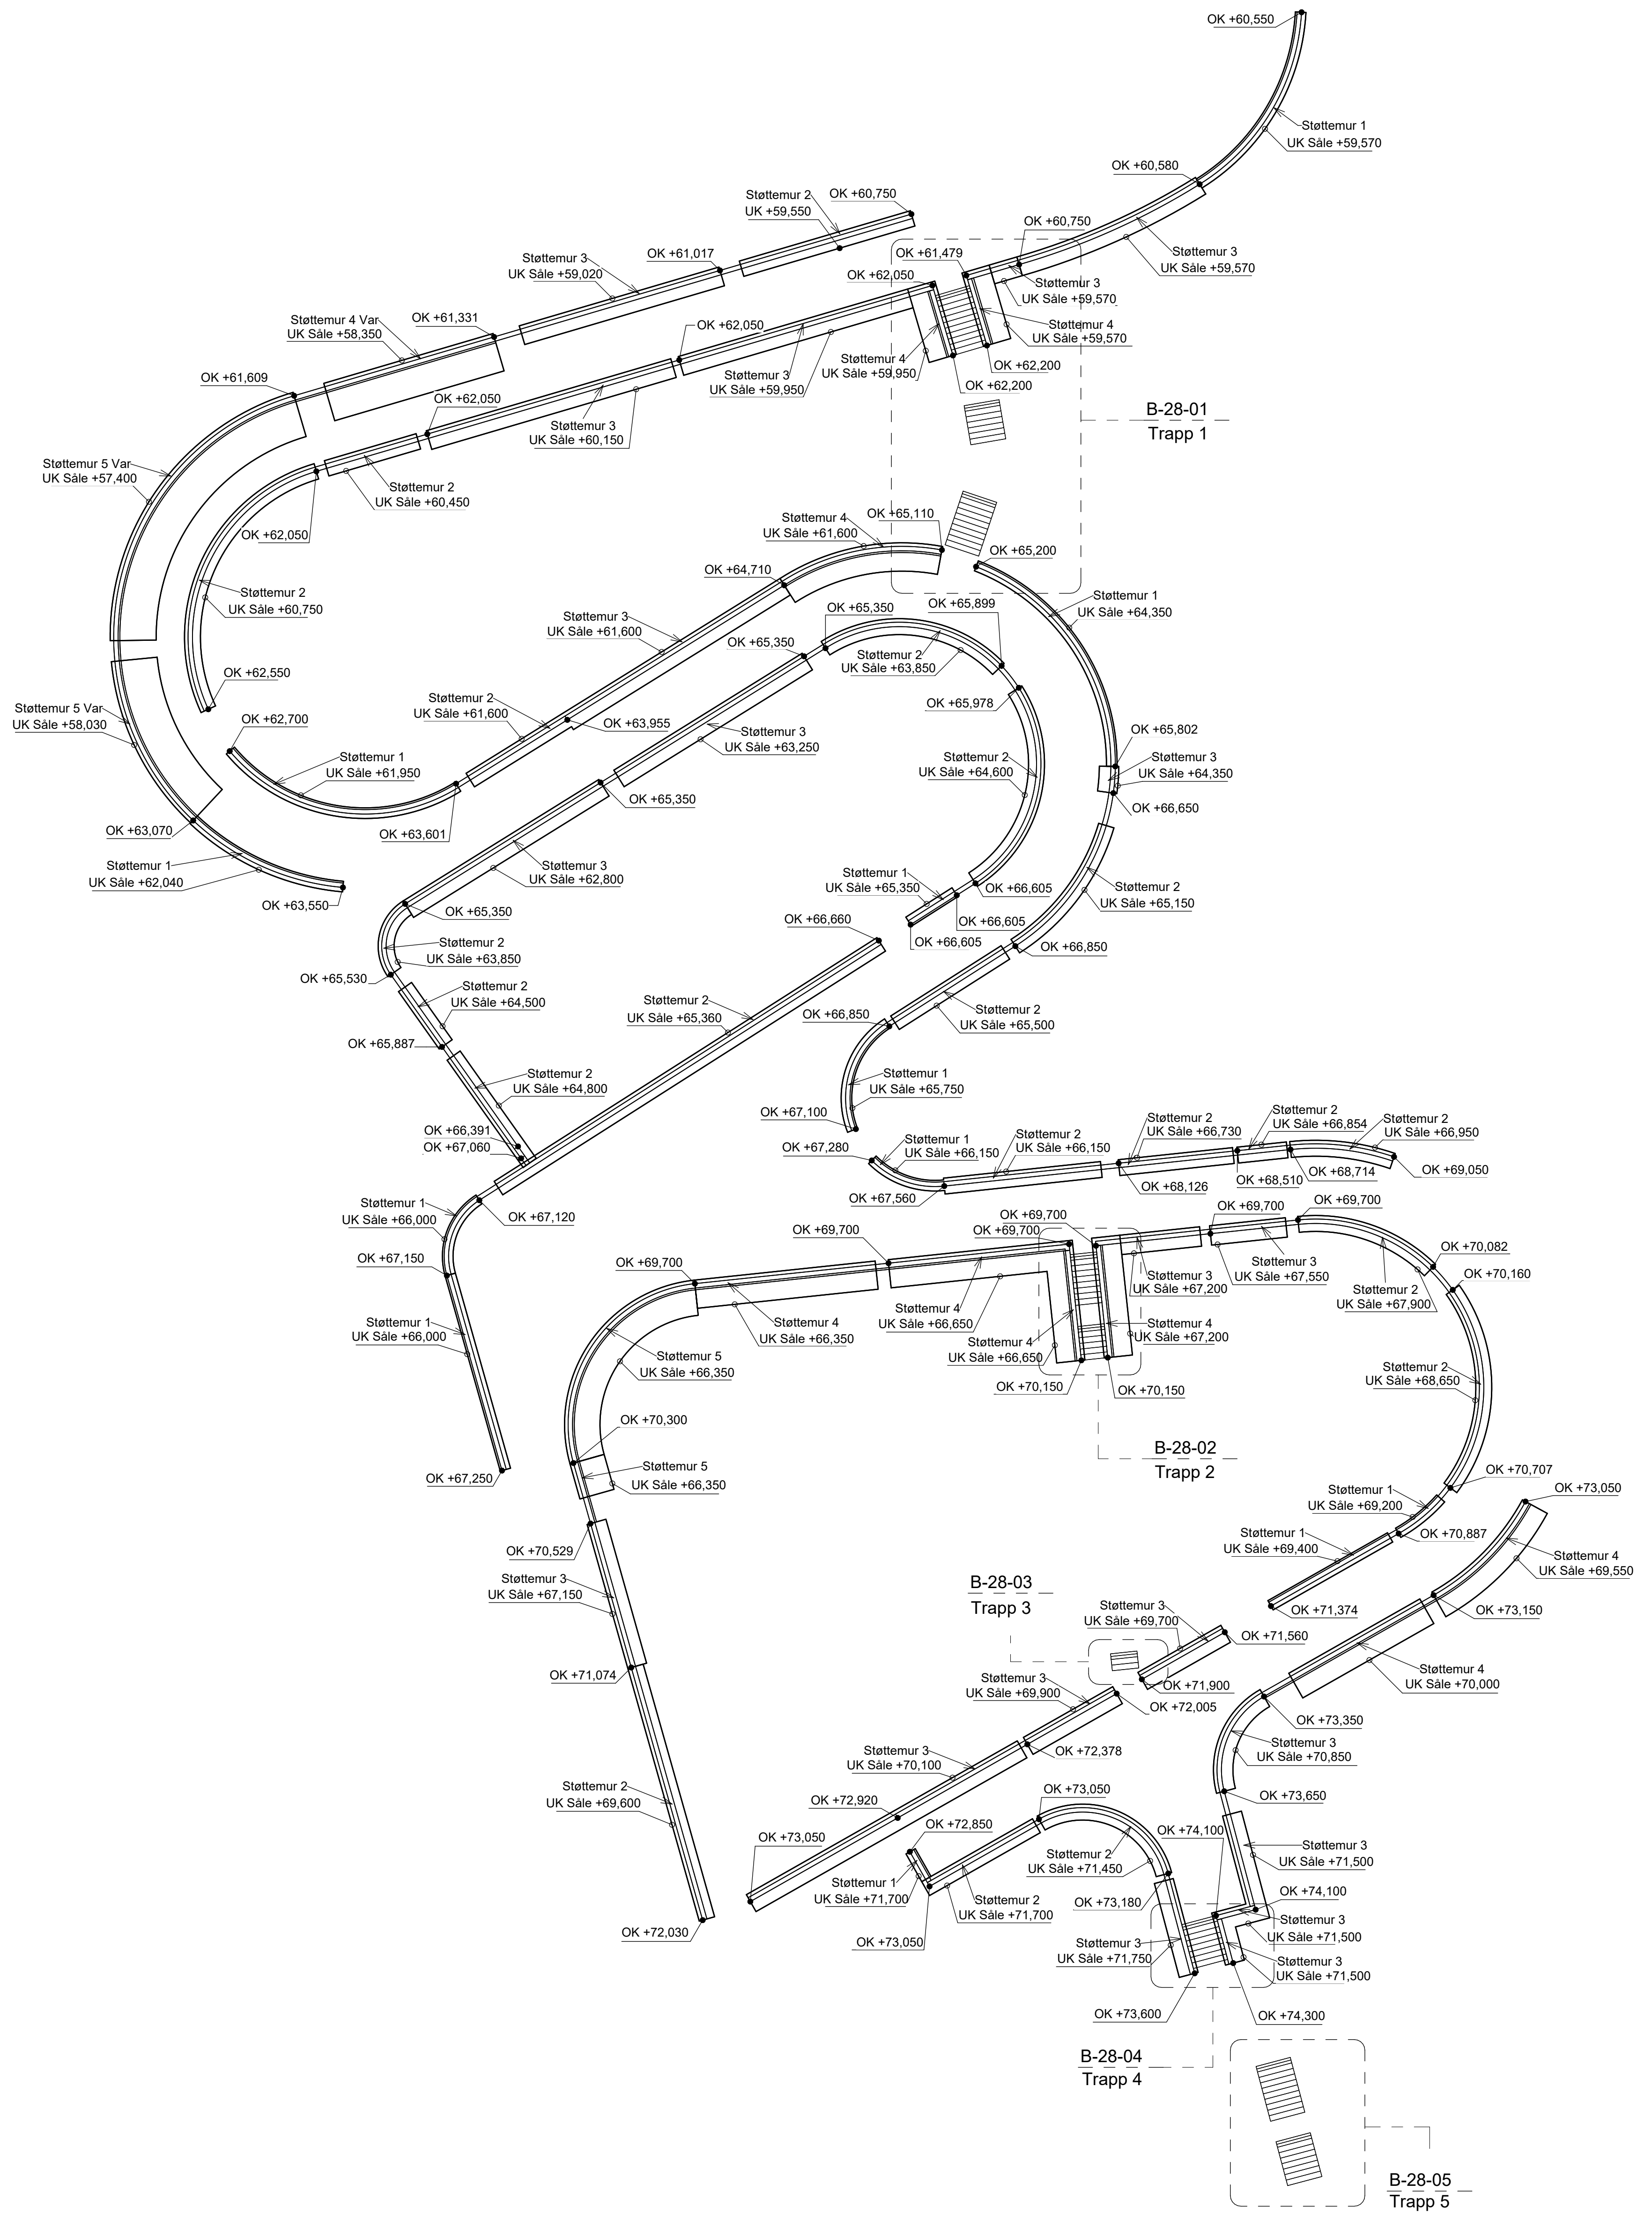 OK +60,550
Støttemur 1
UK Såle +59,570
OK +60,580
Støttemur 2
UK +59,550
OK +60,750
OK +60,750
Støttemur 3
UK Såle +59,570
OK +61,479
OK +61,017
Støttemur 3
UK Såle +59,020
OK +62,050
Støttemur 3
UK Såle +59,570
Støttemur 4 Var
UK Såle +58,350
OK +61,331
OK +62,050
Støttemur 4
UK Såle +59,570
Støttemur 4
UK Såle +59,950
OK +62,200
OK +62,200
Støttemur 3
UK Såle +59,950
OK +61,609
OK +62,050
Støttemur 3
UK Såle +60,150
B-28-01
Trapp 1
Støttemur 5 Var
UK Såle +57,400
Støttemur 2
UK Såle +60,450
OK +62,050
Støttemur 4
UK Såle +61,600
OK +65,110
OK +65,200
OK +64,710
Støttemur 2
UK Såle +60,750
Støttemur 1
UK Såle +64,350
OK +65,350
OK +65,899
Støttemur 3
UK Såle +61,600
OK +65,350
Støttemur 2
UK Såle +63,850
OK +62,550
OK +65,978
Støttemur 2
UK Såle +61,600
OK +63,955
Støttemur 5 Var
UK Såle +58,030
OK +62,700
Støttemur 3
UK Såle +63,250
OK +65,802
Støttemur 1
UK Såle +61,950
Støttemur 2
UK Såle +64,600
Støttemur 3
UK Såle +64,350
OK +65,350
OK +66,650
OK +63,070
OK +63,601
Støttemur 1
UK Såle +62,040
Støttemur 3
UK Såle +62,800
Støttemur 1
UK Såle +65,350
OK +66,605
Støttemur 2
UK Såle +65,150
OK +63,550
OK +65,350
OK +66,660
OK +66,605
OK +66,605
OK +66,850
Støttemur 2
UK Såle +63,850
OK +65,530
Støttemur 2
UK Såle +64,500
Støttemur 2
UK Såle +65,360
OK +66,850
Støttemur 2
UK Såle +65,500
OK +65,887
Støttemur 2
UK Såle +64,800
Støttemur 1
UK Såle +65,750
OK +67,100
OK +66,391
OK +67,060
OK +67,280
Støttemur 1
UK Såle +66,150
Støttemur 2
UK Såle +66,150
Støttemur 2
UK Såle +66,730
Støttemur 2
UK Såle +66,854
Støttemur 2
UK Såle +66,950
OK +69,050
OK +68,714
OK +68,510
OK +68,126
OK +67,560
Støttemur 1
UK Såle +66,000
OK +67,120
OK +69,700
OK +69,700
OK +69,700
OK +69,700
OK +69,700
OK +67,150
OK +69,700
OK +70,082
OK +70,160
Støttemur 3
UK Såle +67,550
Støttemur 3
UK Såle +67,200
Støttemur 2
UK Såle +67,900
Støttemur 1
UK Såle +66,000
Støttemur 4
UK Såle +66,350
Støttemur 4
UK Såle +66,650
Støttemur 4
UK Såle +67,200
Støttemur 4
UK Såle +66,650
Støttemur 5
UK Såle +66,350
OK +70,150
OK +70,150
Støttemur 2
UK Såle +68,650
OK +70,300
B-28-02
Trapp 2
OK +67,250
Støttemur 5
UK Såle +66,350
OK +70,707
Støttemur 1
UK Såle +69,200
OK +73,050
OK +70,529
Støttemur 1
UK Såle +69,400
OK +70,887
Støttemur 4
UK Såle +69,550
Støttemur 3
UK Såle +67,150
B-28-03
Trapp 3
Støttemur 3
UK Såle +69,700
OK +71,374
OK +73,150
OK +71,560
OK +71,074
Støttemur 3
UK Såle +69,900
OK +71,900
OK +72,005
Støttemur 4
UK Såle +70,000
OK +73,350
Støttemur 3
UK Såle +70,100
OK +72,378
Støttemur 3
UK Såle +70,850
Støttemur 2
UK Såle +69,600
OK +72,920
OK +73,050
OK +73,650
OK +73,050
OK +72,850
OK +74,100
Støttemur 2
UK Såle +71,450
Støttemur 3
UK Såle +71,500
Støttemur 1
UK Såle +71,700
Støttemur 2
UK Såle +71,700
OK +73,180
OK +74,100
OK +72,030
OK +73,050
Støttemur 3
UK Såle +71,500
Støttemur 3
UK Såle +71,750
Støttemur 3
UK Såle +71,500
OK +73,600
OK +74,300
B-28-04
Trapp 4
B-28-05
Trapp 5